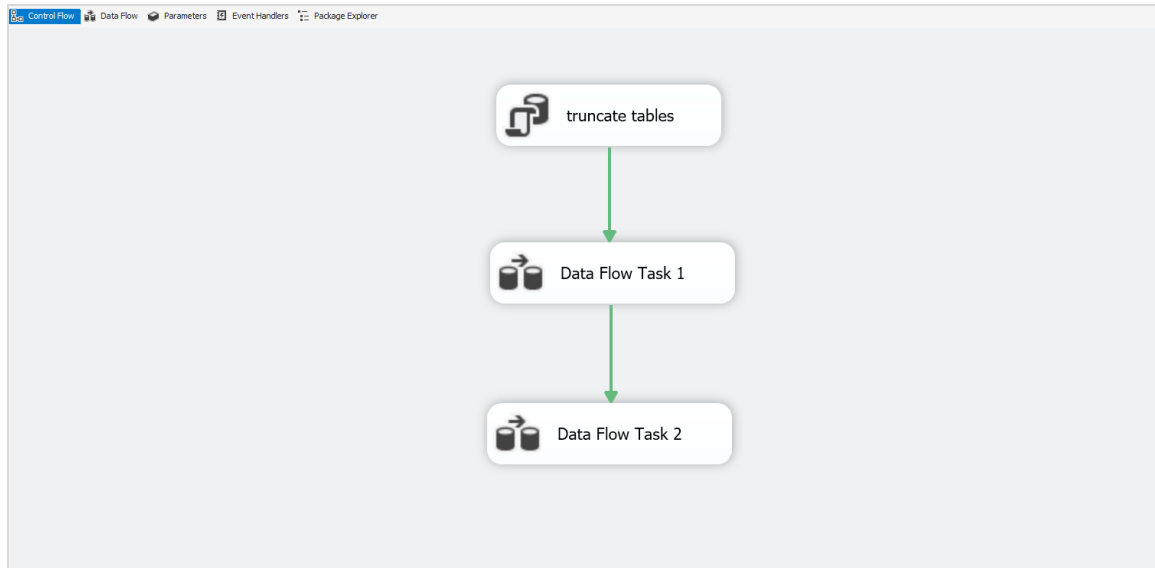 Control Flow Data Flow Parameters Event Handlers Package Explorer
truncate tables
Data Flow Task 1
Data Flow Task 2